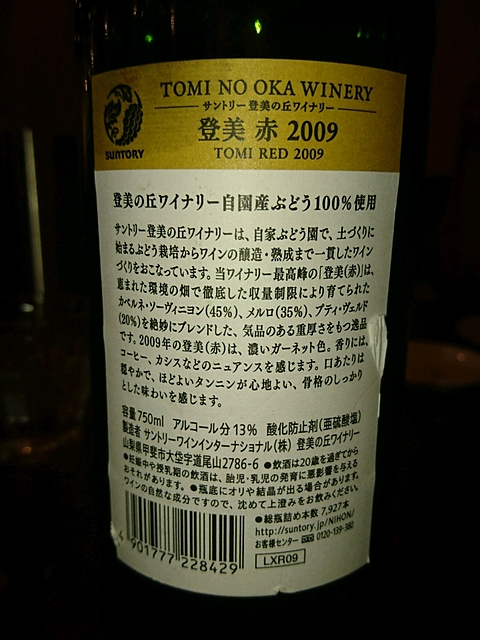 TOMI NO OKA WINERY
サントリー登美の丘ワイナリー
登美 赤 2009
TOMI RED 2009
SUNTORY
登美の丘ワイナリー自園産ぶどう100%使用
サントリー登美の丘ワイナリーは、自家ぶどう園で、土づくりに
始まるぶどう栽培からワインの醸造・熟成まで一貫したワイン
づくりをおこなっています。当ワイナリー最高峰の「登美(赤)」は、
恵まれた環境の畑で徹底した収量制限により育てられた
カベルネ・ソーヴィニヨン(45%)、メルロ(35%)、プティ・ヴェルド
(20%)を絶妙にブレンドした、気品のある重厚さをもつ逸品
です。2009年の登美(赤)は、濃いガーネット色。香りには、
コーヒー、カシスなどのニュアンスを感じます。口あたりは
穏やかで、ほどよいタンニンが心地よい、骨格のしっかり
とした味わいを感じます。
容量750ml アルコール分13% 酸化防止剤(亜硫酸塩)
製造者 サントリーワインインターナショナル(株) 登美の丘ワイナリー
山梨県甲斐市大垈字道尾山2786-6 ●飲酒は20歳を過ぎてから
●妊娠中や授乳期の飲酒は、胎児・乳児の発育に悪影響を与える
おそれがあります。●瓶底にオリや結晶が出る場合があります。
ワインの自然な成分ですので、沈めて上澄みをお飲みください。
●総瓶詰め本数 7,927本
http://suntory.jp/NIHON/
お客様センター 0120-139-380
LXR09
4 901777 228429